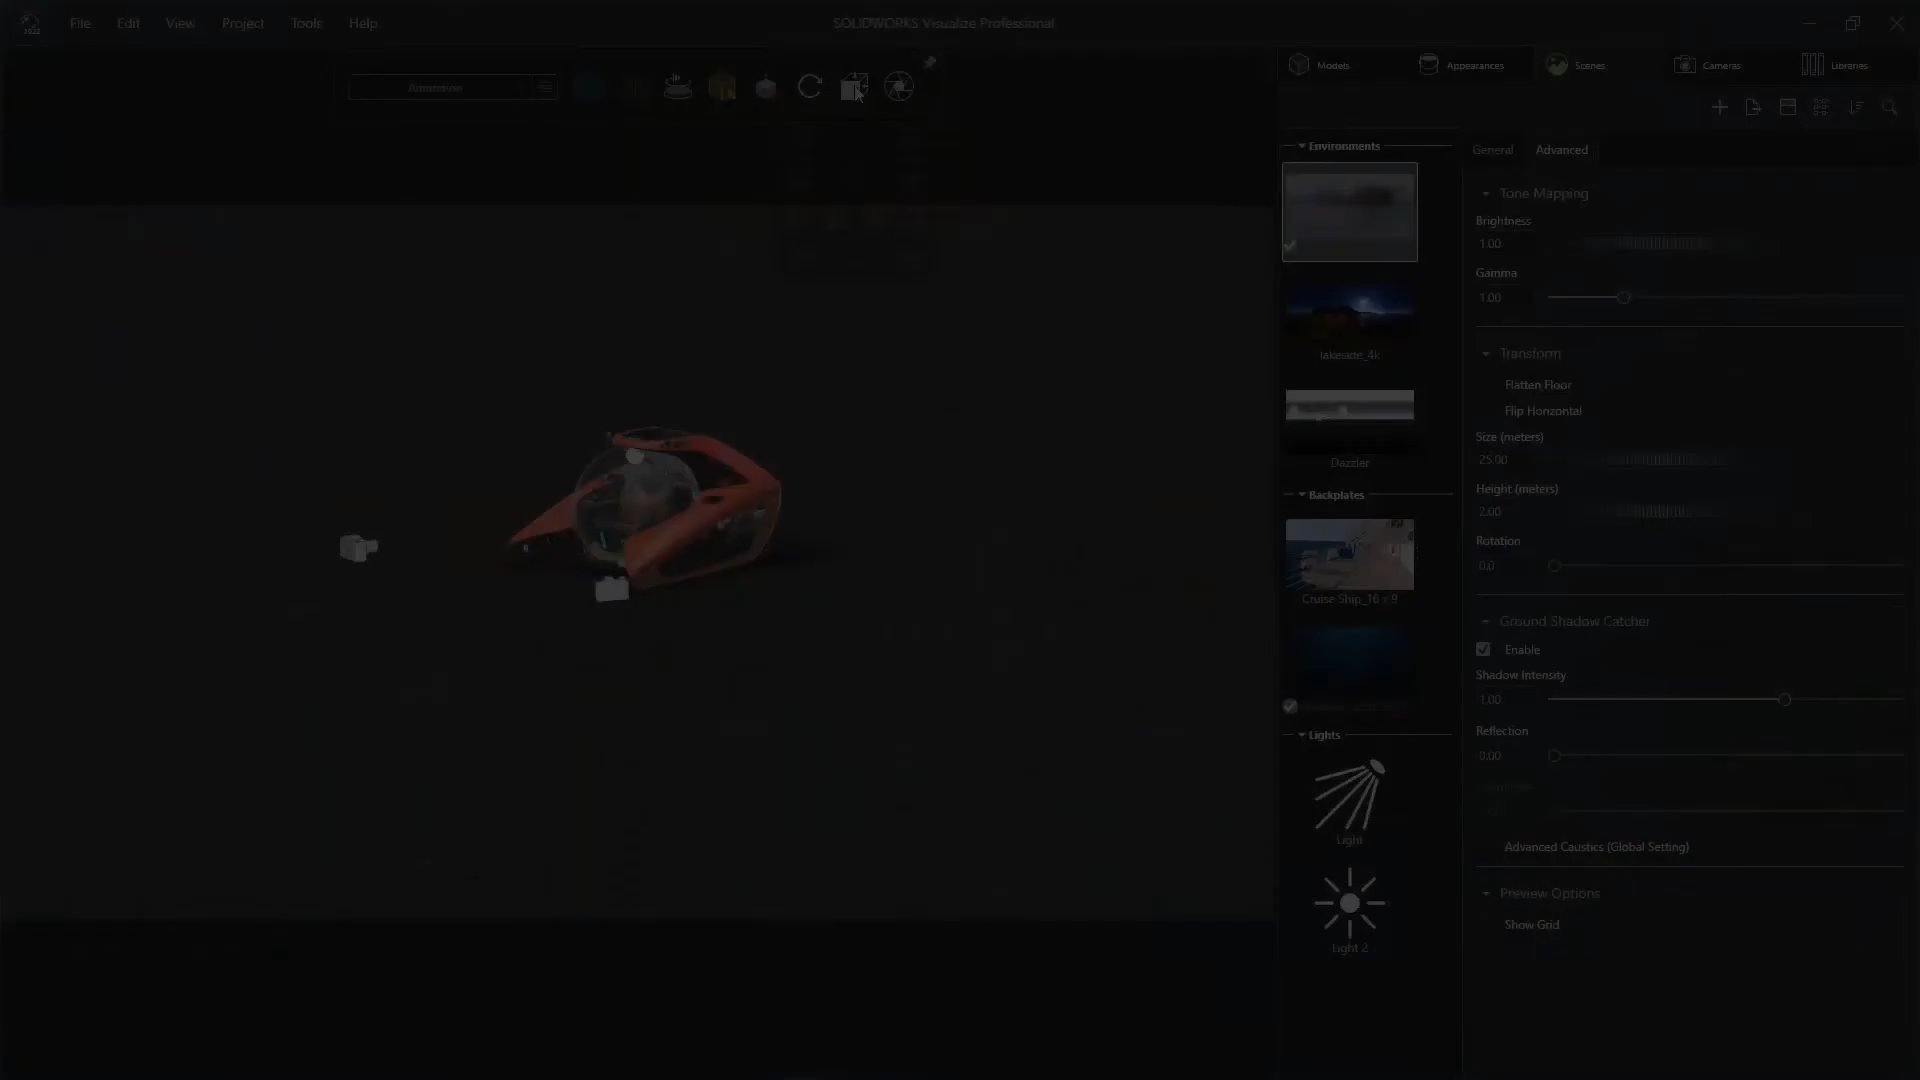 File Edit View Project Tools Help
SOLIDWORKS Visualize Professional
2022
Animation
Models Appearances Scenes Cameras Libraries
Environments
lakeside_4k
Dazzler
Backplates
Cruise Ship_16 x 9
Lights
Light
Light 2
General Advanced
Tone Mapping
Brightness
1.00
Gamma
1.00
Transform
Flatten Floor
Flip Horizontal
Size (meters)
25.00
Height (meters)
2.00
Rotation
0.0
Ground Shadow Catcher
Enable
Shadow Intensity
1.00
Reflection
0.00
Advanced Caustics (Global Setting)
Preview Options
Show Grid